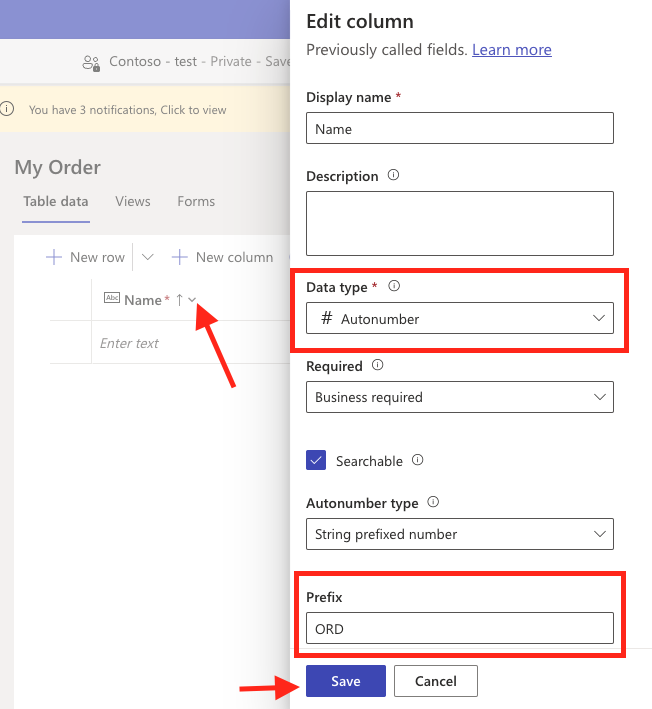 Contoso - test - Private - Save
You have 3 notifications, Click to view
My Order
Table data Views Forms
New row New column
Abc Name *
Enter text
Edit column
Previously called fields. Learn more
Display name *
Name
Description
Data type *
# Autonumber
Required
Business required
Searchable
Autonumber type
String prefixed number
Prefix
ORD
Save Cancel